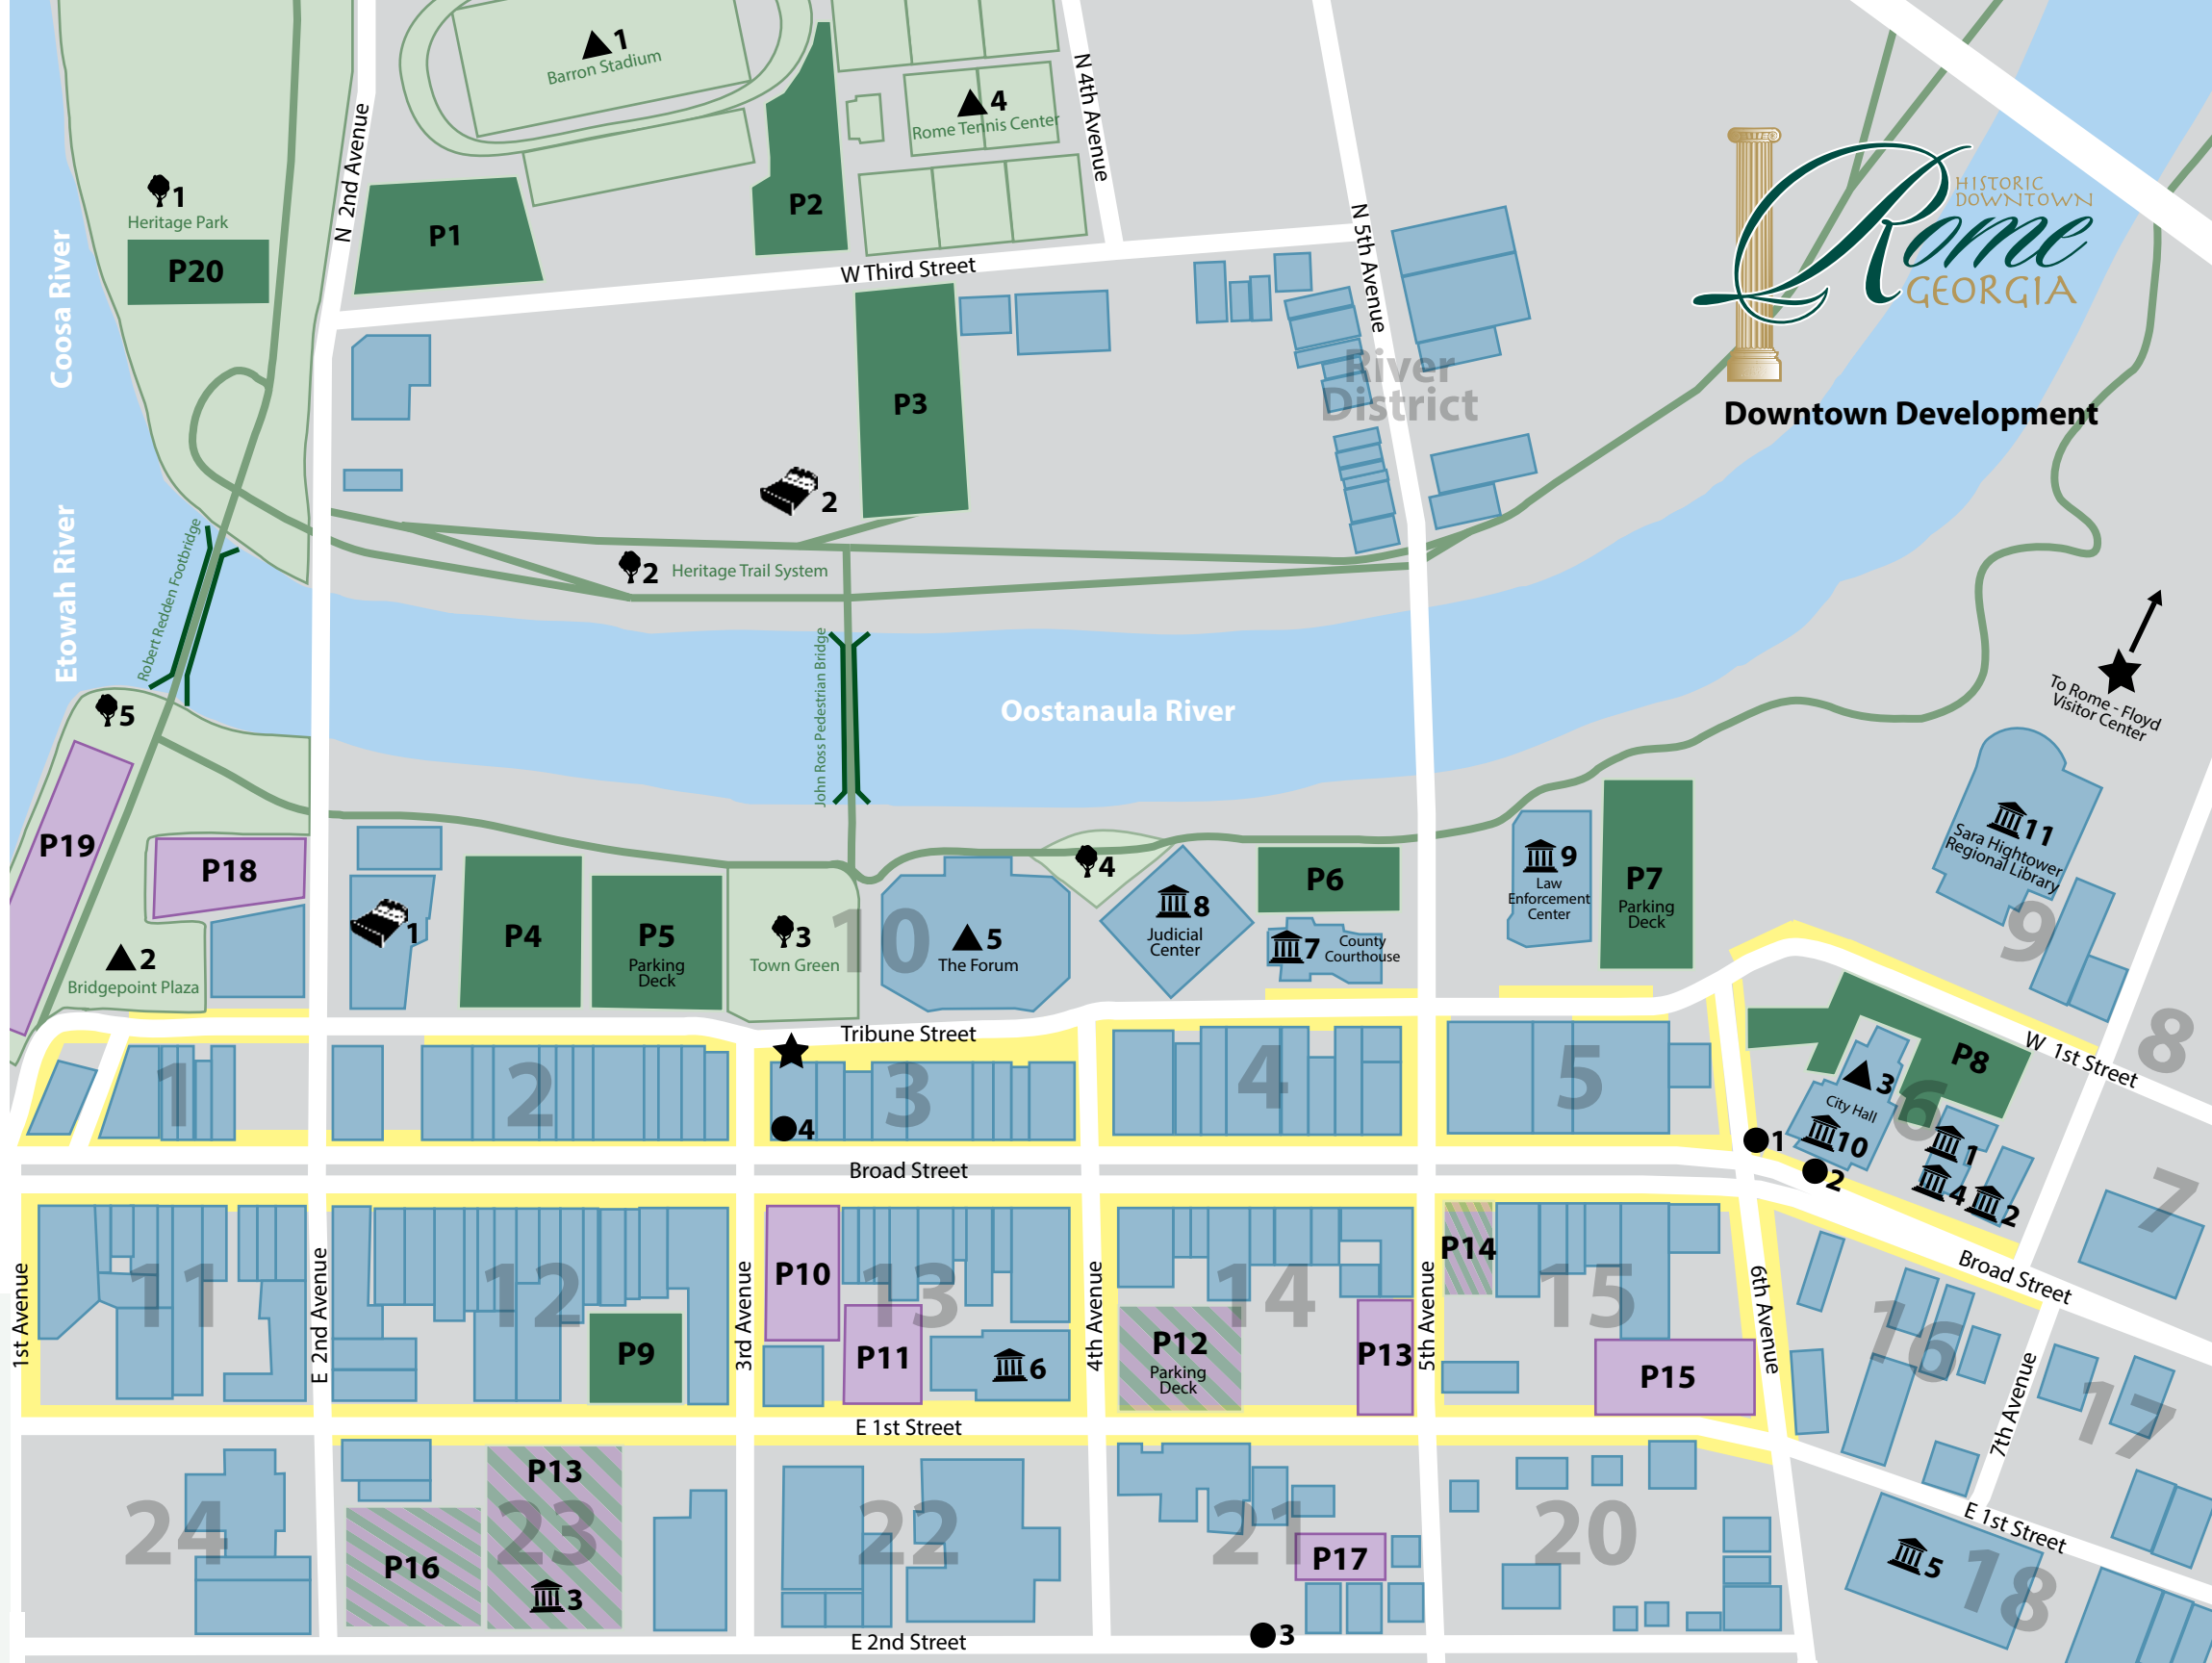 1
Barron Stadium
4
Rome Tennis Center
N 4th Avenue
N 2nd Avenue
1
Heritage Park
P20
P1
P2
W Third Street
N 5th Avenue
HISTORIC
DOWNTOWN
Rome
GEORGIA
Downtown Development
Coosa River
Etowah River
P3
River
District
2
2
Heritage Trail System
Robert Redden Footbridge
John Ross Pedestrian Bridge
Oostanaula River
To Rome - Floyd
Visitor Center
5
P19
P18
2
Bridgepoint Plaza
1
P4
P5
Parking
Deck
3
Town Green
10
5
The Forum
4
8
Judicial
Center
P6
7
County
Courthouse
9
Law
Enforcement
Center
P7
Parking
Deck
11
Sara Hightower
Regional Library
9
8
Tribune Street
W 1st Street
P8
3
City Hall
10
6
1
4
2
1
2
1
2
3
4
4
5
7
Broad Street
Broad Street
1st Avenue
E 2nd Avenue
3rd Avenue
4th Avenue
5th Avenue
6th Avenue
7th Avenue
11
12
P9
P10
13
P11
6
14
P12
Parking
Deck
P13
P14
15
P15
16
17
E 1st Street
E 1st Street
24
P16
P13
23
3
22
21
P17
20
5
18
3
E 2nd Street